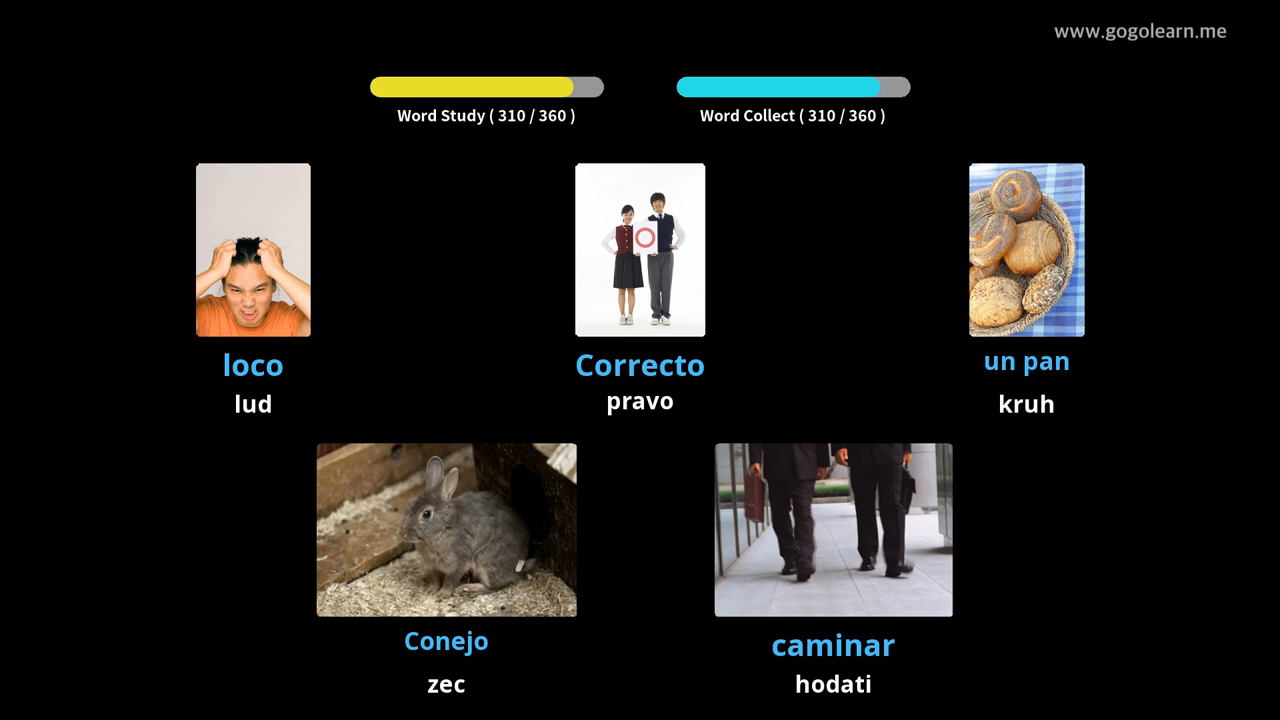 www.gogolearn.me
Word Study ( 310 / 360 )
Word Collect ( 310 / 360 )
loco
lud
Correcto
pravo
un pan
kruh
Conejo
zec
caminar
hodati